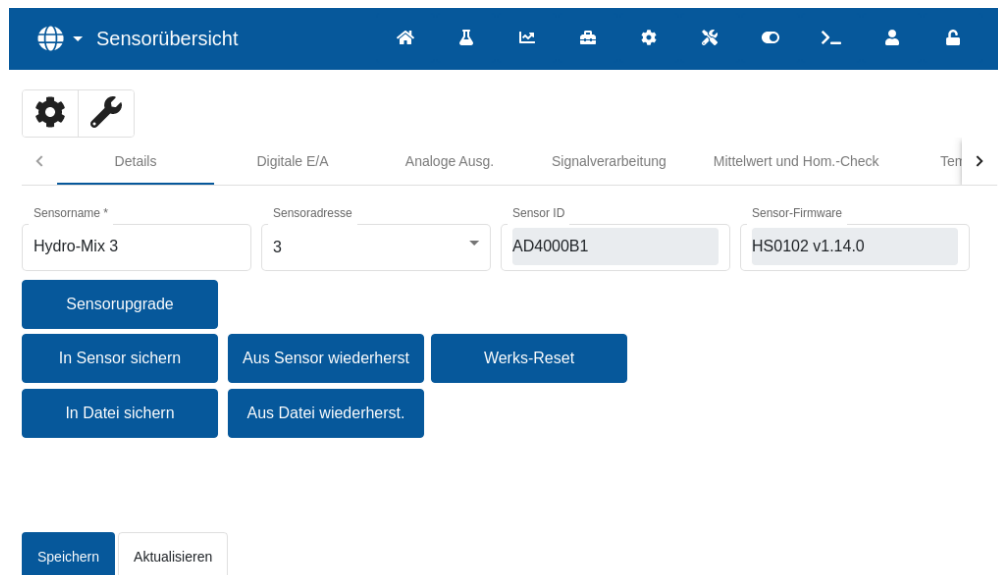 Sensorübersicht
Details Digitale E/A Analoge Ausg. Signalverarbeitung Mittelwert und Hom.-Check
Sensorname * Sensoradresse Sensor ID Sensor-Firmware
Hydro-Mix 3 3 AD4000B1 HS0102 v1.14.0
Sensorupgrade
In Sensor sichern Aus Sensor wiederherst Werks-Reset
In Datei sichern Aus Datei wiederherst.
Speichern Aktualisieren